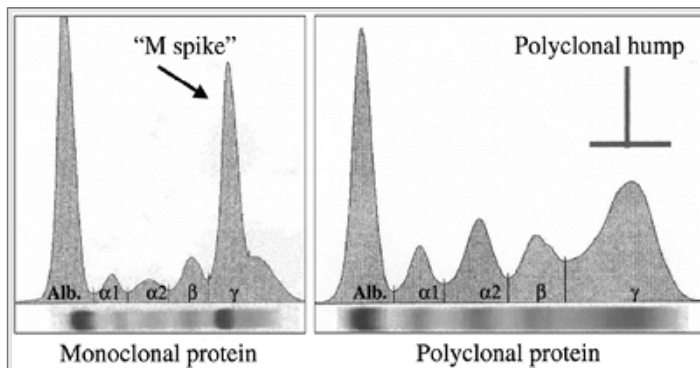 “M spike”
Alb. α1 α2 β γ
Monoclonal protein
Polyclonal hump
Alb. α1 α2 β γ
Polyclonal protein